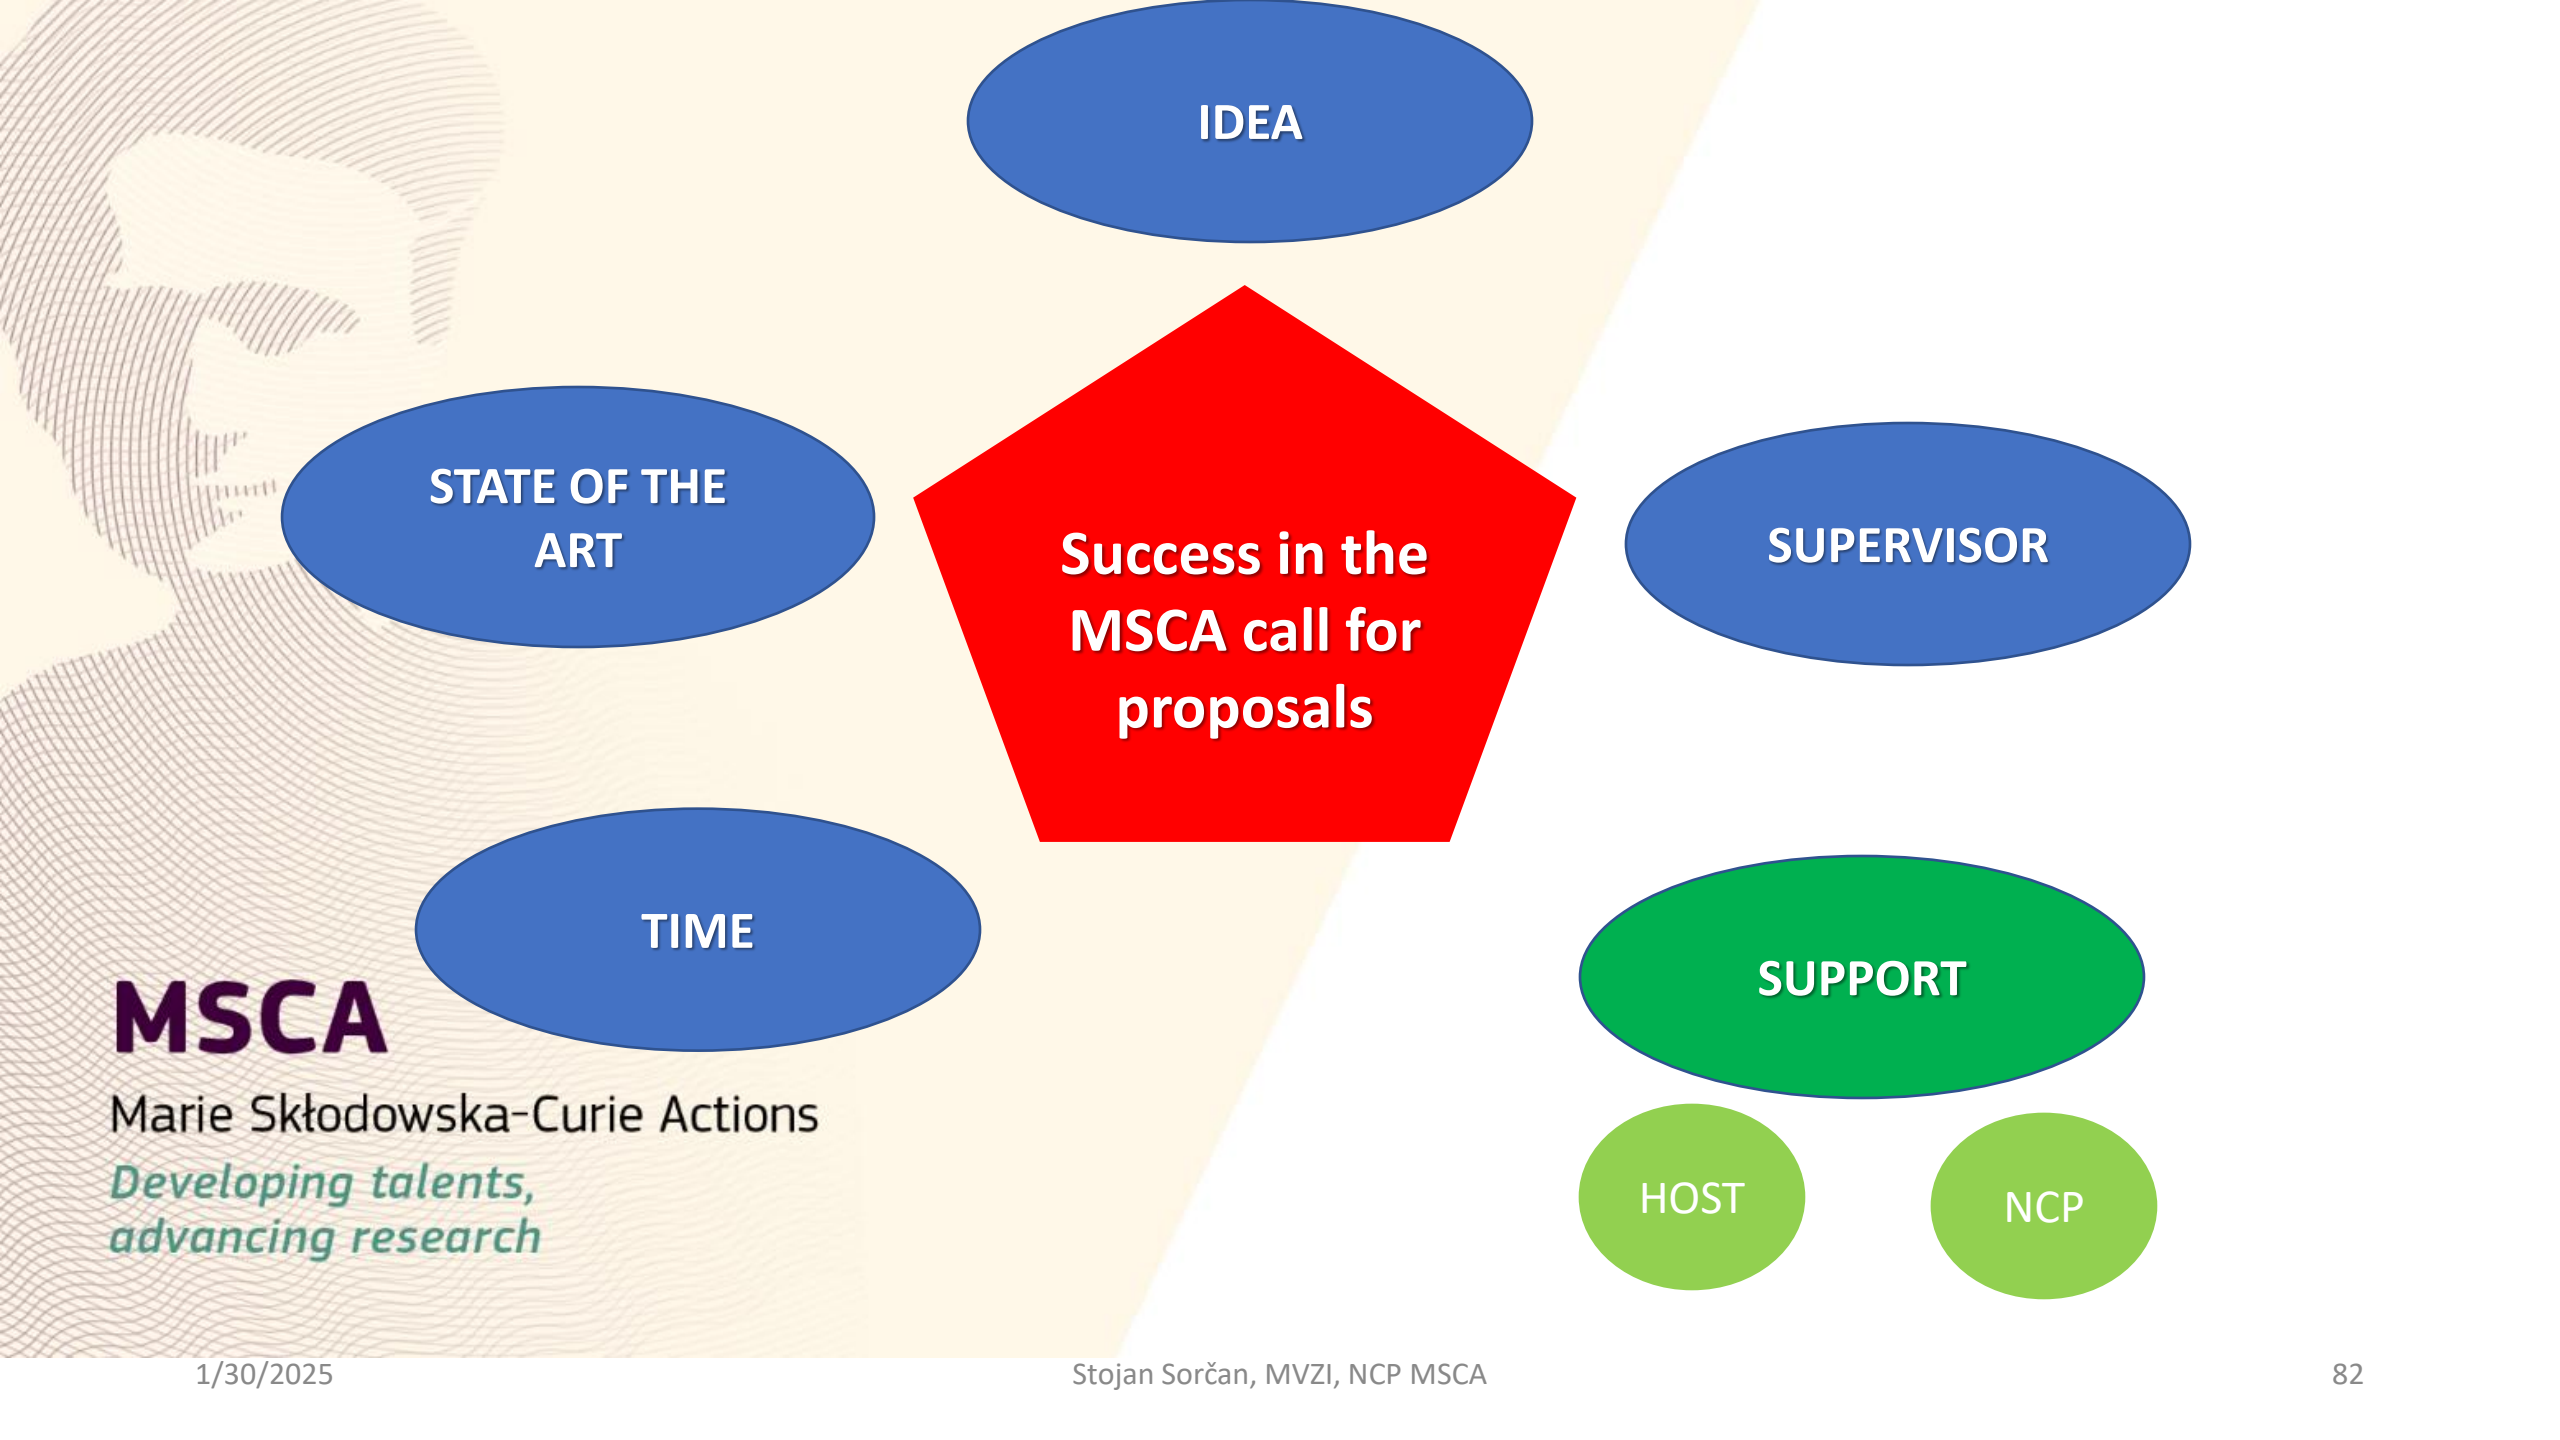 IDEA
STATE OF THE
ART
Success in the
MSCA call for
proposals
SUPERVISOR
TIME
SUPPORT
HOST
NCP
MSCA
Marie Skłodowska-Curie Actions
Developing talents,
advancing research
1/30/2025
Stojan Sorčan, MVZI, NCP MSCA
82